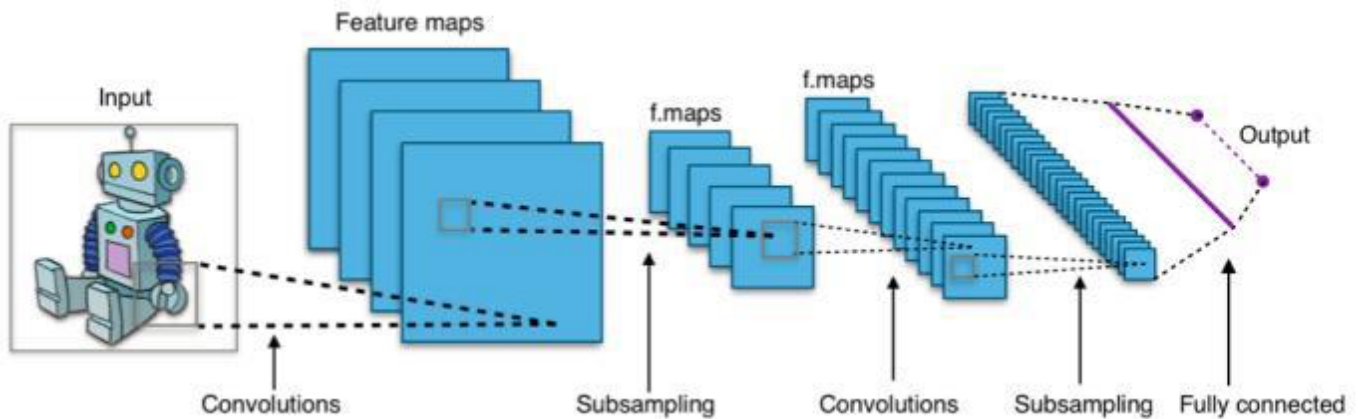 Feature maps
Input
f.maps
f.maps
Output
Convolutions
Subsampling
Convolutions
Subsampling
Fully connected